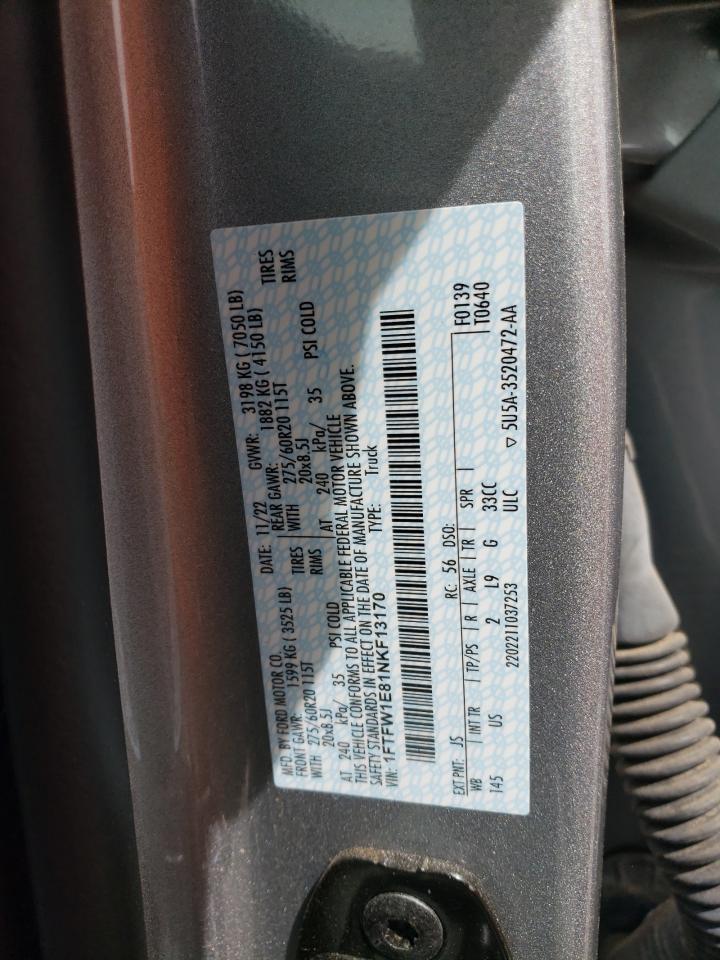 MFD. BY FORD MOTOR CO.
DATE: 11/22 GVWR: 3198 KG ( 7050 LB)
FRONT GAWR: 1599 KG ( 3525 LB) REAR GAWR: 1882 KG ( 4150 LB)
WITH 275/60R20 115T TIRES WITH 275/60R20 115T TIRES
20x8.5J RIMS 20x8.5J RIMS
AT 240 kPa/ 35 PSI COLD AT 240 kPa/ 35 PSI COLD
THIS VEHICLE CONFORMS TO ALL APPLICABLE FEDERAL MOTOR VEHICLE
SAFETY STANDARDS IN EFFECT ON THE DATE OF MANUFACTURE SHOWN ABOVE.
VIN: 1FTFW1E81NKF13170 TYPE: Truck
EXT PNT: JS RC: 56 DSO: F0139
WB INT TR TP/PS R AXLE TR SPR T0640
145 US 2 L9 G 33CC
2202211037253 ULC ▽ 5U5A-3520472-AA